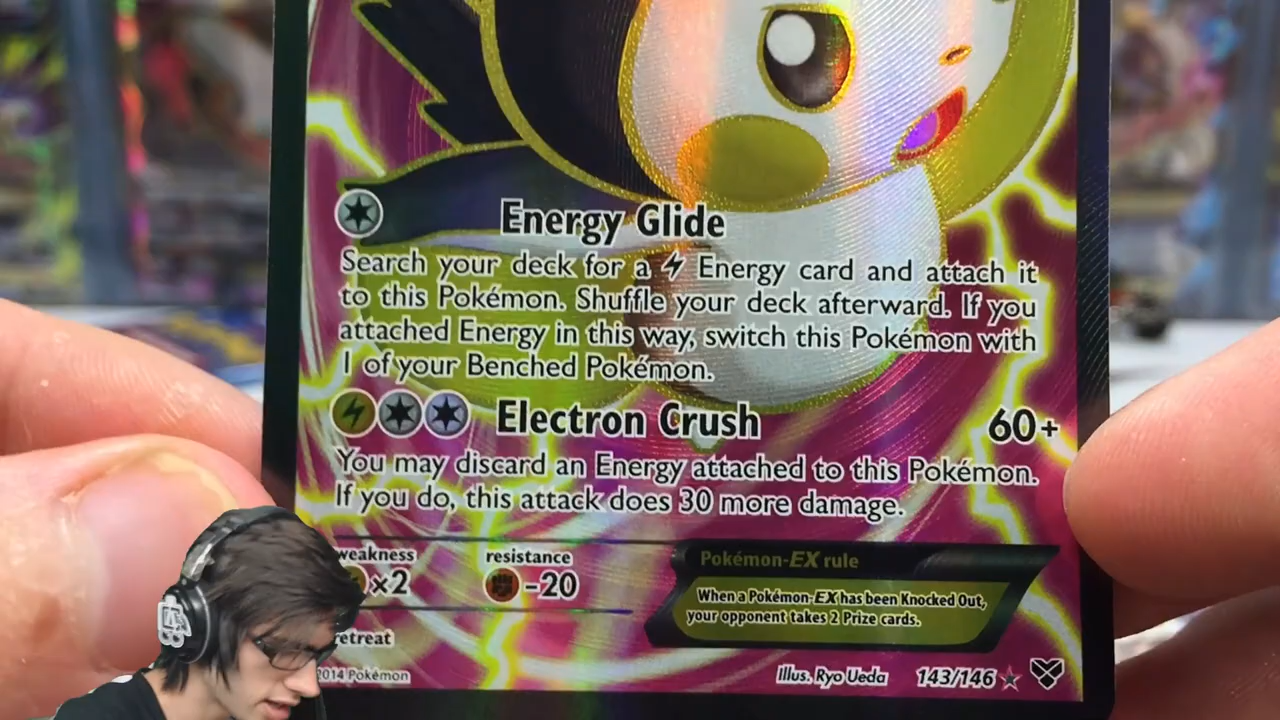 Energy Glide
Search your deck for a Energy card and attach it
to this Pokémon. Shuffle your deck afterward. If you
attached Energy in this way, switch this Pokémon with
1 of your Benched Pokémon.
Electron Crush 60+
You may discard an Energy attached to this Pokémon.
If you do, this attack does 30 more damage.
weakness resistance
×2 -20
Pokémon-EX rule
When a Pokémon-EX has been Knocked Out,
your opponent takes 2 Prize cards.
retreat
2014 Pokémon
Illus. Ryo Ueda 143/146